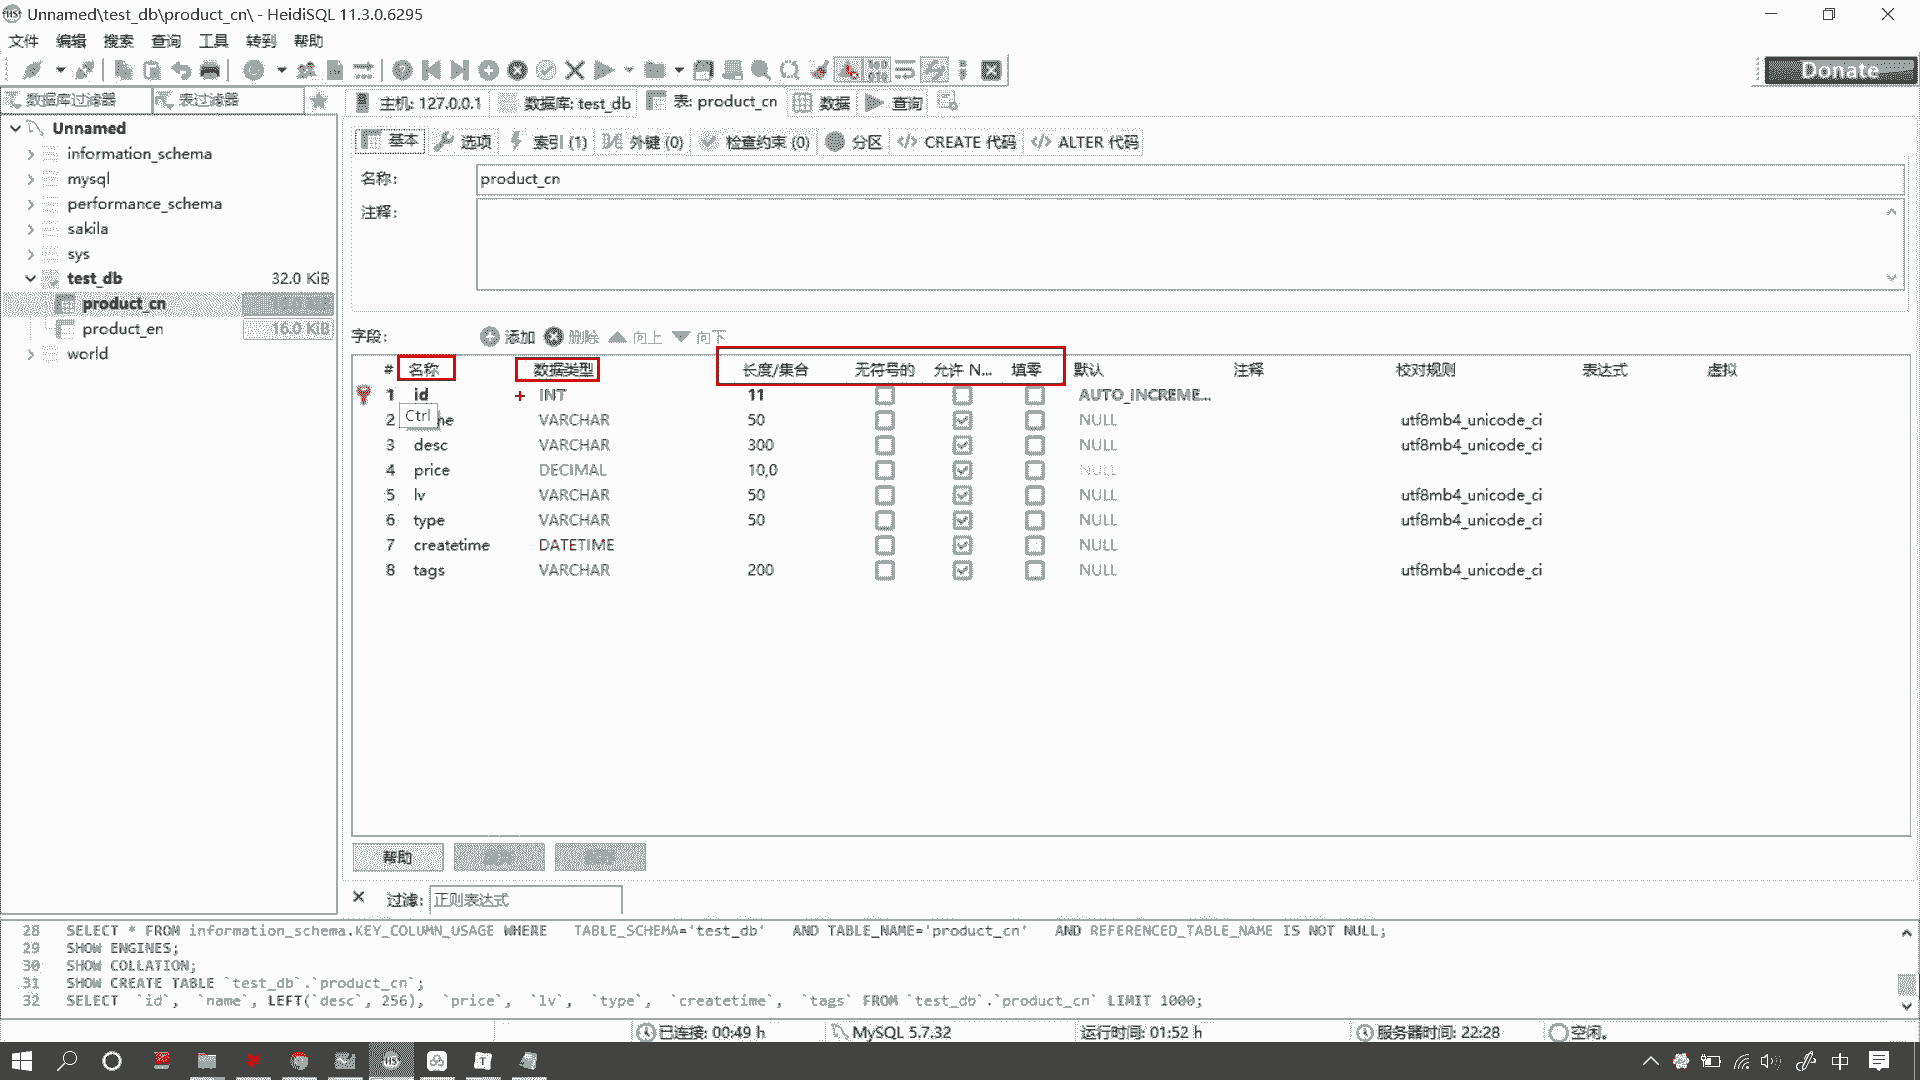 Unnamed\test_db\product_cn\ - HeidiSQL 11.3.0.6295
文件 编辑 搜索 查询 工具 转到 帮助
Donate
数据库过滤器 表过滤器 主机: 127.0.0.1 数据库: test_db 表: product_cn 数据 查询
Unnamed
information_schema
mysql
performance_schema
sakila
sys
test_db 32.0 KiB
product_cn
product_en 16.0 KiB
world
基本 选项 索引 (1) 外键 (0) 检查约束 (0) 分区 CREATE 代码 ALTER 代码
名称: product_cn
注释:
字段: 添加 删除 向上 向下
# 名称 数据类型 长度/集合 无符号的 允许 N... 填零 默认 注释 校对规则 表达式 虚拟
1 id INT 11 AUTO_INCREME...
Ctrl
2 VARCHAR 50 NULL utf8mb4_unicode_ci
3 desc VARCHAR 300 NULL utf8mb4_unicode_ci
4 price DECIMAL 10,0 NULL
5 lv VARCHAR 50 NULL utf8mb4_unicode_ci
6 type VARCHAR 50 NULL utf8mb4_unicode_ci
7 createtime DATETIME NULL
8 tags VARCHAR 200 NULL utf8mb4_unicode_ci
帮助
过滤: 正则表达式
28 SELECT * FROM information_schema.KEY_COLUMN_USAGE WHERE TABLE_SCHEMA='test_db' AND TABLE_NAME='product_cn' AND REFERENCED_TABLE_NAME IS NOT NULL;
29 SHOW ENGINES;
30 SHOW COLLATION;
31 SHOW CREATE TABLE `test_db`.`product_cn`;
32 SELECT `id`, `name`, LEFT(`desc`, 256), `price`, `lv`, `type`, `createtime`, `tags` FROM `test_db`.`product_cn` LIMIT 1000;
已连接: 00:49 h MySQL 5.7.32 运行时间: 01:52 h 服务器时间: 22:28 空闲。
中